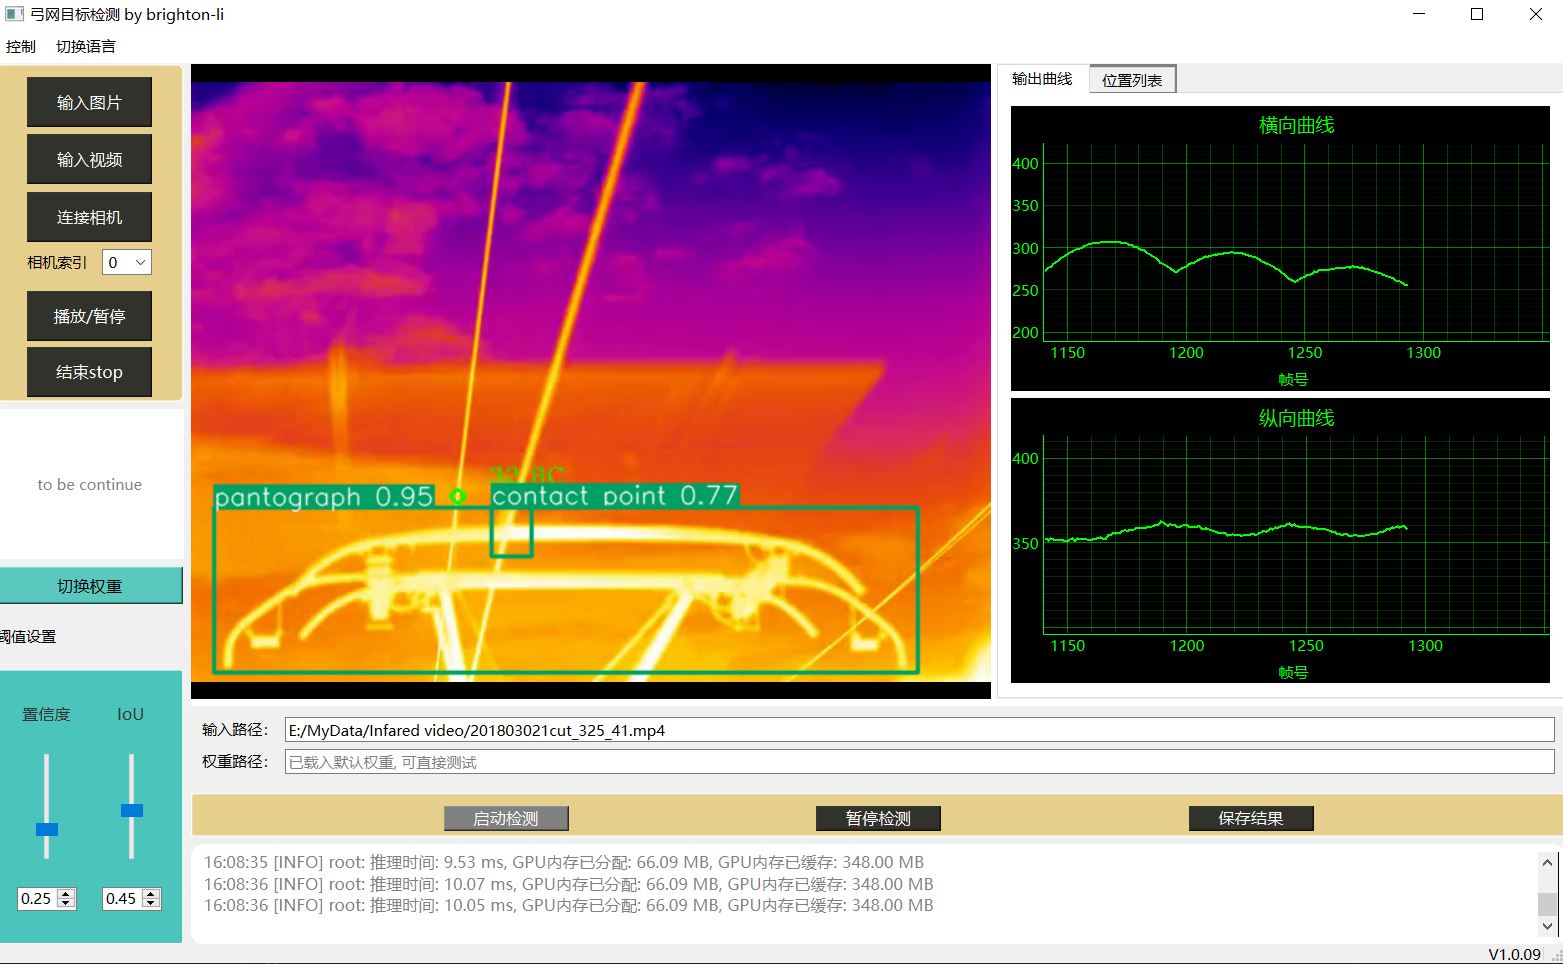 弓网目标检测 by brighton-li
控制 切换语言
输入图片
输入视频
连接相机
相机索引 0
播放/暂停
结束stop
to be continue
切换权重
阈值设置
置信度 IoU
0.25 0.45
33.8C
pantograph 0.95
contact point 0.77
输出曲线 位置列表
横向曲线
400
350
300
250
200
1150 1200 1250 1300
帧号
纵向曲线
400
350
1150 1200 1250 1300
帧号
输入路径： E:/MyData/Infared video/201803021cut_325_41.mp4
权重路径： 已载入默认权重, 可直接测试
启动检测 暂停检测 保存结果
16:08:35 [INFO] root: 推理时间: 9.53 ms, GPU内存已分配: 66.09 MB, GPU内存已缓存: 348.00 MB
16:08:36 [INFO] root: 推理时间: 10.07 ms, GPU内存已分配: 66.09 MB, GPU内存已缓存: 348.00 MB
16:08:36 [INFO] root: 推理时间: 10.05 ms, GPU内存已分配: 66.09 MB, GPU内存已缓存: 348.00 MB
V1.0.09